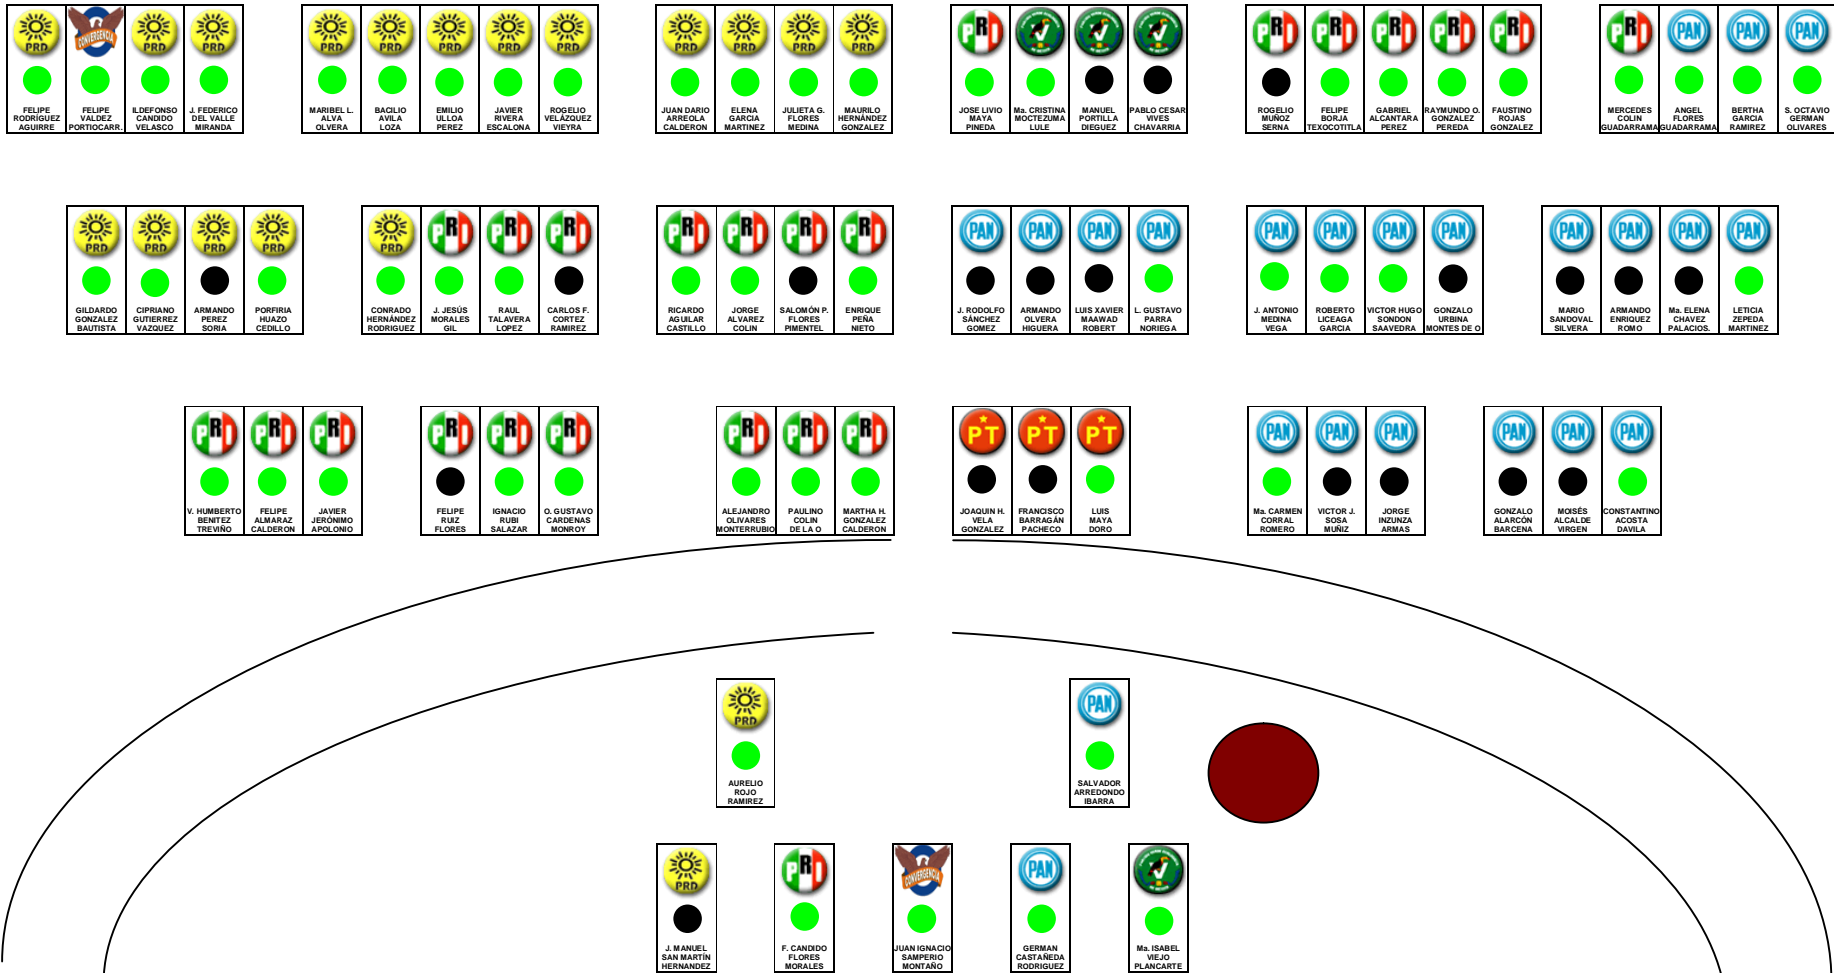 PRD CONVERGENCIA PRD PRD PRD PRD PRD PRD PRD PRD PRD PRD PRD PRI PRI PRI PRI PRI PRI PRI PAN PAN PAN
FELIPE RODRÍGUEZ AGUIRRE
FELIPE VALDEZ PORTIOCARR.
ILDEFONSO CANDIDO VELASCO
J. FEDERICO DEL VALLE MIRANDA
MARIBEL L. ALVA OLVERA
BACILIO AVILA LOZA
EMILIO ULLOA PEREZ
JAVIER RIVERA ESCALONA
ROGELIO VELÁZQUEZ VIEYRA
JUAN DARIO ARREOLA CALDERON
ELENA GARCIA MARTINEZ
JULIETA G. FLORES MEDINA
MAURILO HERNÁNDEZ GONZALEZ
JOSE LIVIO MAYA PINEDA
Ma. CRISTINA MOCTEZUMA LULE
MANUEL PORTILLA DIEGUEZ
PABLO CESAR VIVES CHAVARRIA
ROGELIO MUÑOZ SERNA
FELIPE BORJA TEXOCOTITLA
GABRIEL ALCANTARA PEREZ
RAYMUNDO O. GONZALEZ PEREDA
FAUSTINO ROJAS GONZALEZ
MERCEDES COLIN GUADARRAMA
ANGEL FLORES GUADARRAMA
BERTHA GARCIA RAMIREZ
S. OCTAVIO GERMAN OLIVARES
PRD PRD PRD PRD PRD PRI PRI PRI PRI PRI PRI PRI PAN PAN PAN PAN PAN PAN PAN PAN PAN PAN PAN PAN
GILDARDO GONZALEZ BAUTISTA
CIPRIANO GUTIERREZ VAZQUEZ
ARMANDO PEREZ SORIA
PORFIRIA HUAZO CEDILLO
CONRADO HERNÁNDEZ RODRIGUEZ
J. JESÚS MORALES GIL
RAUL TALAVERA LOPEZ
CARLOS F. CORTEZ RAMIREZ
RICARDO AGUILAR CASTILLO
JORGE ALVAREZ COLIN
SALOMÓN P. FLORES PIMENTEL
ENRIQUE PEÑA NIETO
J. RODOLFO SÁNCHEZ GOMEZ
ARMANDO OLVERA HIGUERA
LUIS XAVIER MAAWAD ROBERT
L. GUSTAVO PARRA NORIEGA
J. ANTONIO MEDINA VEGA
ROBERTO LICEAGA GARCIA
VICTOR HUGO SONDON SAAVEDRA
GONZALO URBINA MONTES DE O
MARIO SANDOVAL SILVERA
ARMANDO ENRIQUEZ ROMO
Ma. ELENA CHAVEZ PALACIOS.
LETICIA ZEPEDA MARTINEZ
PRI PRI PRI PRI PRI PRI PRI PRI PRI PT PT PT PAN PAN PAN PAN PAN PAN
V. HUMBERTO BENITEZ TREVIÑO
FELIPE ALMARAZ CALDERON
JAVIER JERÓNIMO APOLONIO
FELIPE RUIZ FLORES
IGNACIO RUBI SALAZAR
O. GUSTAVO CARDENAS MONROY
ALEJANDRO OLIVARES MONTERRUBIO
PAULINO COLIN DE LA O
MARTHA H. GONZALEZ CALDERON
JOAQUIN H. VELA GONZALEZ
FRANCISCO BARRAGÁN PACHECO
LUIS MAYA DORO
Ma. CARMEN CORRAL ROMERO
VICTOR J. SOSA MUÑIZ
JORGE INZUNZA ARMAS
GONZALO ALARCÓN BARCENA
MOISÉS ALCALDE VIRGEN
CONSTANTINO ACOSTA DAVILA
PRD PAN
AURELIO ROJO RAMIREZ
SALVADOR ARREDONDO IBARRA
PRD PRI CONVERGENCIA PAN
J. MANUEL SAN MARTÍN HERNANDEZ
F. CANDIDO FLORES MORALES
JUAN IGNACIO SAMPERIO MONTAÑO
GERMAN CASTAÑEDA RODRIGUEZ
Ma. ISABEL VIEJO PLANCARTE